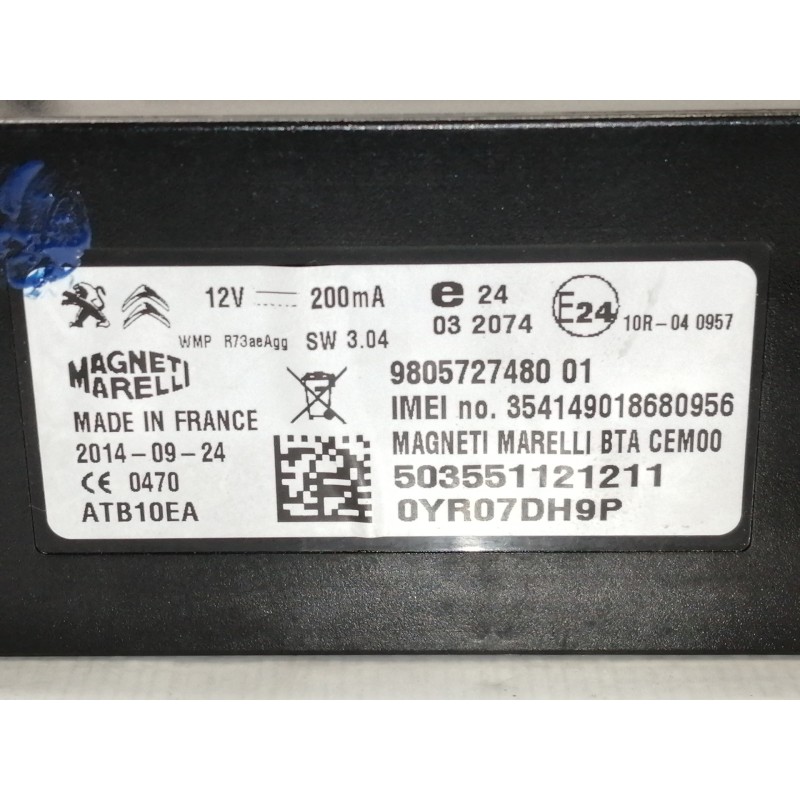 12V 200mA
e 24
03 2074
E24
10R-04 0957
WMP R73aeAgg SW 3.04
MAGNETI
MARELLI
MADE IN FRANCE
2014-09-24
CE 0470
ATB10EA
9805727480 01
IMEI no. 354149018680956
MAGNETI MARELLI BTA CEM00
503551121211
0YR07DH9P